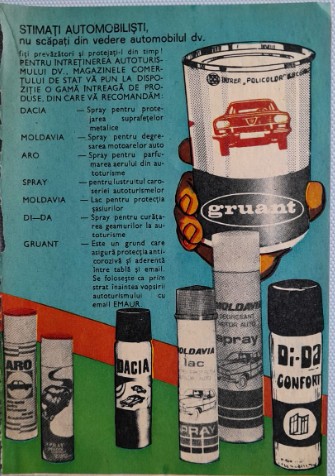 STIMAȚI AUTOMOBILIȘTI,
nu scăpați din vedere automobilul dv.
fiți prevăzători și protejați-l din timp!
PENTRU ÎNTREȚINEREA AUTOTURIS-
MULUI DV., MAGAZINELE COMER-
ȚULUI DE STAT VĂ PUN LA DISPO-
ZIȚIE O GAMĂ ÎNTREAGĂ DE PRO-
DUSE, DIN CARE VĂ RECOMANDĂM:
DACIA — Spray pentru prote-
jarea suprafețelor
metalice
MOLDAVIA — Spray pentru degre-
sarea motoarelor auto
ARO — Spray pentru parfu-
marea aerului din au-
toturisme
SPRAY — pentru lustruitul caro-
seriei autoturismelor
MOLDAVIA — Lac pentru protecția
șasiurilor
DI—DA — Spray pentru curăța-
rea geamurilor la au-
toturisme
GRUANT — Este un grund care
asigură protecția anti-
corozivă și aderență
între tablă și email.
Se folosește ca prim
strat înaintea vopsirii
autoturismului cu
email EMAUR.
"POLICOLOR"
gruant
ARO
DACIA
MOLDAVIA
lac
SPRAY
MOLDAVIA
DEGRESANT
MOTOR AUTO
spray
Di-Da
CONFORT